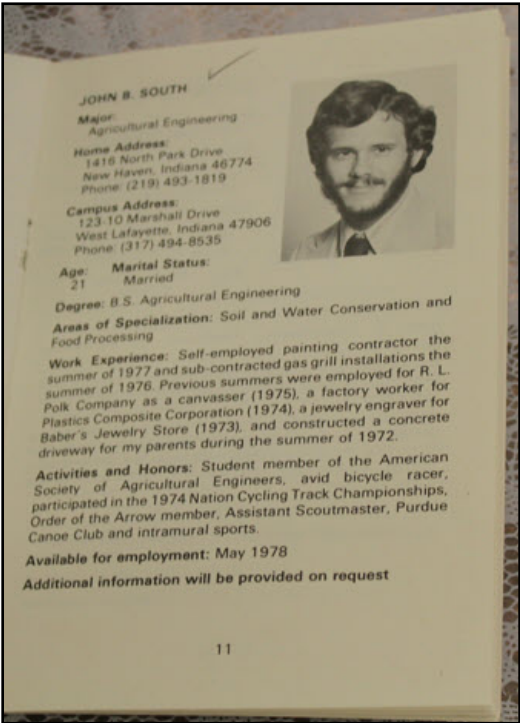 JOHN B. SOUTH
Major:
Agricultural Engineering
Home Address:
1416 North Park Drive
New Haven, Indiana 46774
Phone: (219) 493-1819
Campus Address:
123-10 Marshall Drive
West Lafayette, Indiana 47906
Phone: (317) 494-8535
Age: Marital Status:
21 Married
Degree: B.S. Agricultural Engineering
Areas of Specialization: Soil and Water Conservation and
Food Processing
Work Experience: Self-employed painting contractor the
summer of 1977 and sub-contracted gas grill installations the
summer of 1976. Previous summers were employed for R. L.
Polk Company as a canvasser (1975), a factory worker for
Plastics Composite Corporation (1974), a jewelry engraver for
Baber's Jewelry Store (1973), and constructed a concrete
driveway for my parents during the summer of 1972.
Activities and Honors: Student member of the American
Society of Agricultural Engineers, avid bicycle racer,
participated in the 1974 Nation Cycling Track Championships,
Order of the Arrow member, Assistant Scoutmaster, Purdue
Canoe Club and intramural sports.
Available for employment: May 1978
Additional information will be provided on request
11